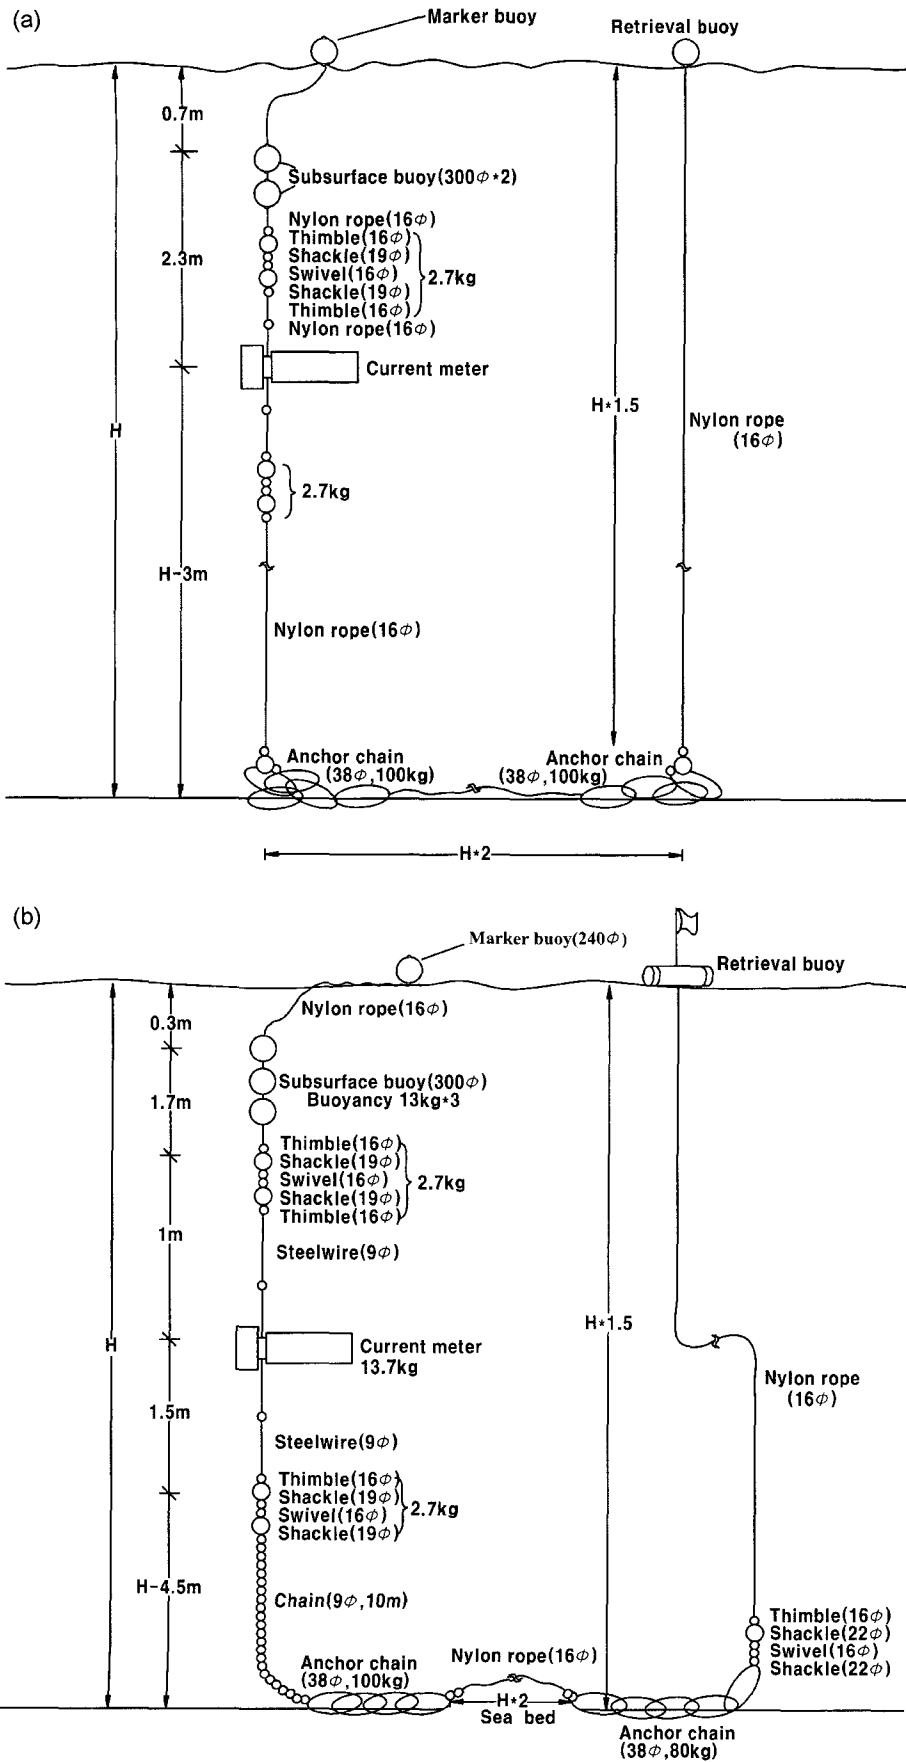 (a)
Marker buoy
Retrieval buoy
0.7m
Subsurface buoy(300Φ*2)
Nylon rope(16Φ)
Thimble(16Φ)
Shackle(19Φ)
2.3m
Swivel(16Φ)
2.7kg
Shackle(19Φ)
Thimble(16Φ)
Nylon rope(16Φ)
Current meter
H*1.5
H
Nylon rope
(16Φ)
2.7kg
H-3m
Nylon rope(16Φ)
Anchor chain
(38Φ,100kg)
Anchor chain
(38Φ,100kg)
H*2
(b)
Marker buoy(240Φ)
Retrieval buoy
Nylon rope(16Φ)
0.3m
Subsurface buoy(300Φ)
Buoyancy 13kg*3
1.7m
Thimble(16Φ)
Shackle(19Φ)
Swivel(16Φ)
2.7kg
Shackle(19Φ)
Thimble(16Φ)
1m
Steelwire(9Φ)
H*1.5
H
Current meter
13.7kg
Nylon rope
(16Φ)
1.5m
Steelwire(9Φ)
Thimble(16Φ)
Shackle(19Φ)
2.7kg
Swivel(16Φ)
Shackle(19Φ)
H-4.5m
Chain(9Φ,10m)
Thimble(16Φ)
Shackle(22Φ)
Swivel(16Φ)
Shackle(22Φ)
Nylon rope(16Φ)
Anchor chain
(38Φ,100kg)
H*2
Sea bed
Anchor chain
(38Φ,80kg)